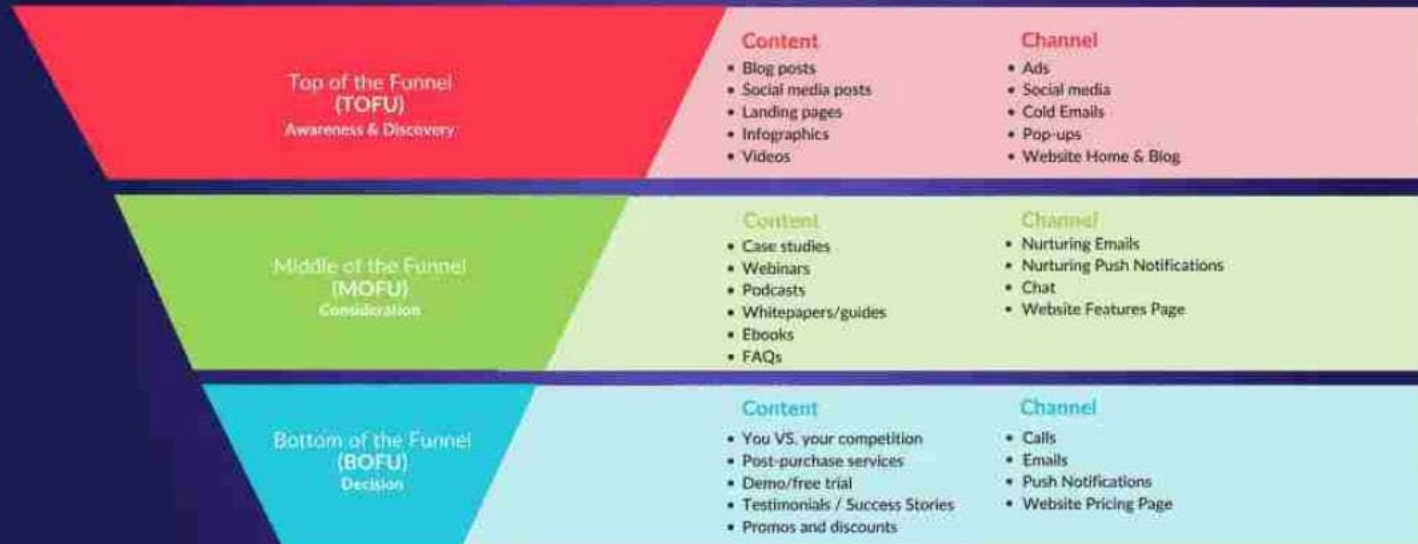 Top of the Funnel
(TOFU)
Awareness & Discovery
Content
• Blog posts
• Social media posts
• Landing pages
• Infographics
• Videos
Channel
• Ads
• Social media
• Cold Emails
• Pop-ups
• Website Home & Blog
Middle of the Funnel
(MOFU)
Consideration
Content
• Case studies
• Webinars
• Podcasts
• Whitepapers/guides
• Ebooks
• FAQs
Channel
• Nurturing Emails
• Nurturing Push Notifications
• Chat
• Website Features Page
Bottom of the Funnel
(BOFU)
Decision
Content
• You VS. your competition
• Post-purchase services
• Demo/free trial
• Testimonials / Success Stories
• Promos and discounts
Channel
• Calls
• Emails
• Push Notifications
• Website Pricing Page